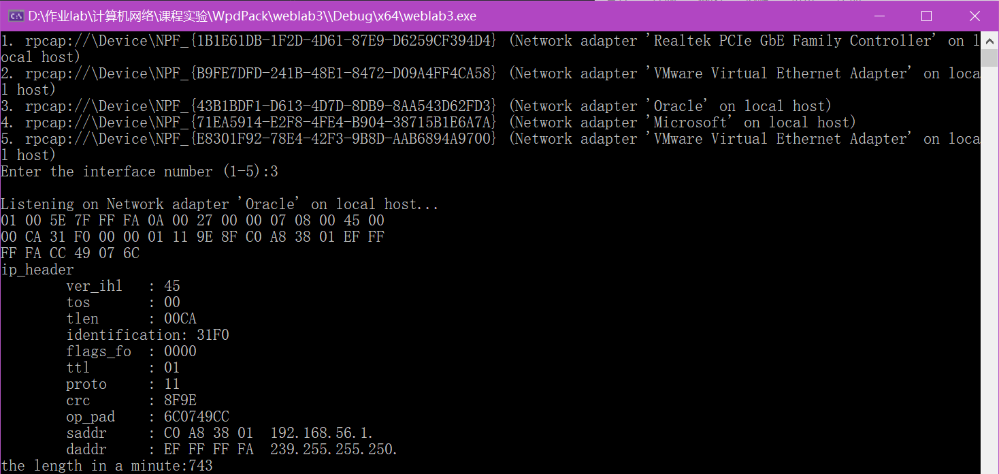 D:\作业lab\计算机网络\课程实验\WpdPack\weblab3\\Debug\x64\weblab3.exe
1. rpcap://\Device\NPF_{1B1E61DB-1F2D-4D61-87E9-D6259CF394D4} (Network adapter 'Realtek PCIe GbE Family Controller' on l
ocal host)
2. rpcap://\Device\NPF_{B9FE7DFD-241B-48E1-8472-D09A4FF4CA58} (Network adapter 'VMware Virtual Ethernet Adapter' on loca
l host)
3. rpcap://\Device\NPF_{43B1BDF1-D613-4D7D-8DB9-8AA543D62FD3} (Network adapter 'Oracle' on local host)
4. rpcap://\Device\NPF_{71EA5914-E2F8-4FE4-B904-38715B1E6A7A} (Network adapter 'Microsoft' on local host)
5. rpcap://\Device\NPF_{E8301F92-78E4-42F3-9B8D-AAB6894A9700} (Network adapter 'VMware Virtual Ethernet Adapter' on loca
l host)
Enter the interface number (1-5):3
Listening on Network adapter 'Oracle' on local host...
01 00 5E 7F FF FA 0A 00 27 00 00 07 08 00 45 00
00 CA 31 F0 00 00 01 11 9E 8F C0 A8 38 01 EF FF
FF FA CC 49 07 6C
ip_header
ver_ihl : 45
tos : 00
tlen : 00CA
identification: 31F0
flags_fo : 0000
ttl : 01
proto : 11
crc : 8F9E
op_pad : 6C0749CC
saddr : C0 A8 38 01 192.168.56.1.
daddr : EF FF FF FA 239.255.255.250.
the length in a minute:743